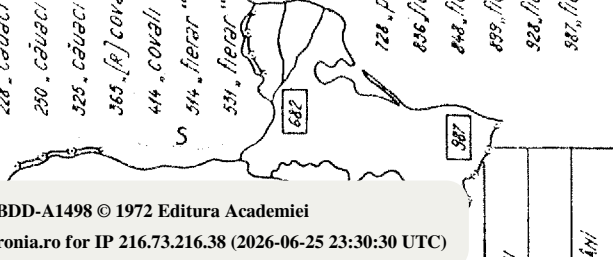 228 „căuaci
250 „căuaci
325 „căuaci
365 „[R] cova
414 „covali
514 „fierar"
531 „fierar"
728 „
836 „fi
848 „fi
899 „fi
928 „fi
987 „fi
682
987
S
ÂNI
BDD-A1498 © 1972 Editura Academiei
ronia.ro for IP 216.73.216.38 (2026-06-25 23:30:30 UTC)